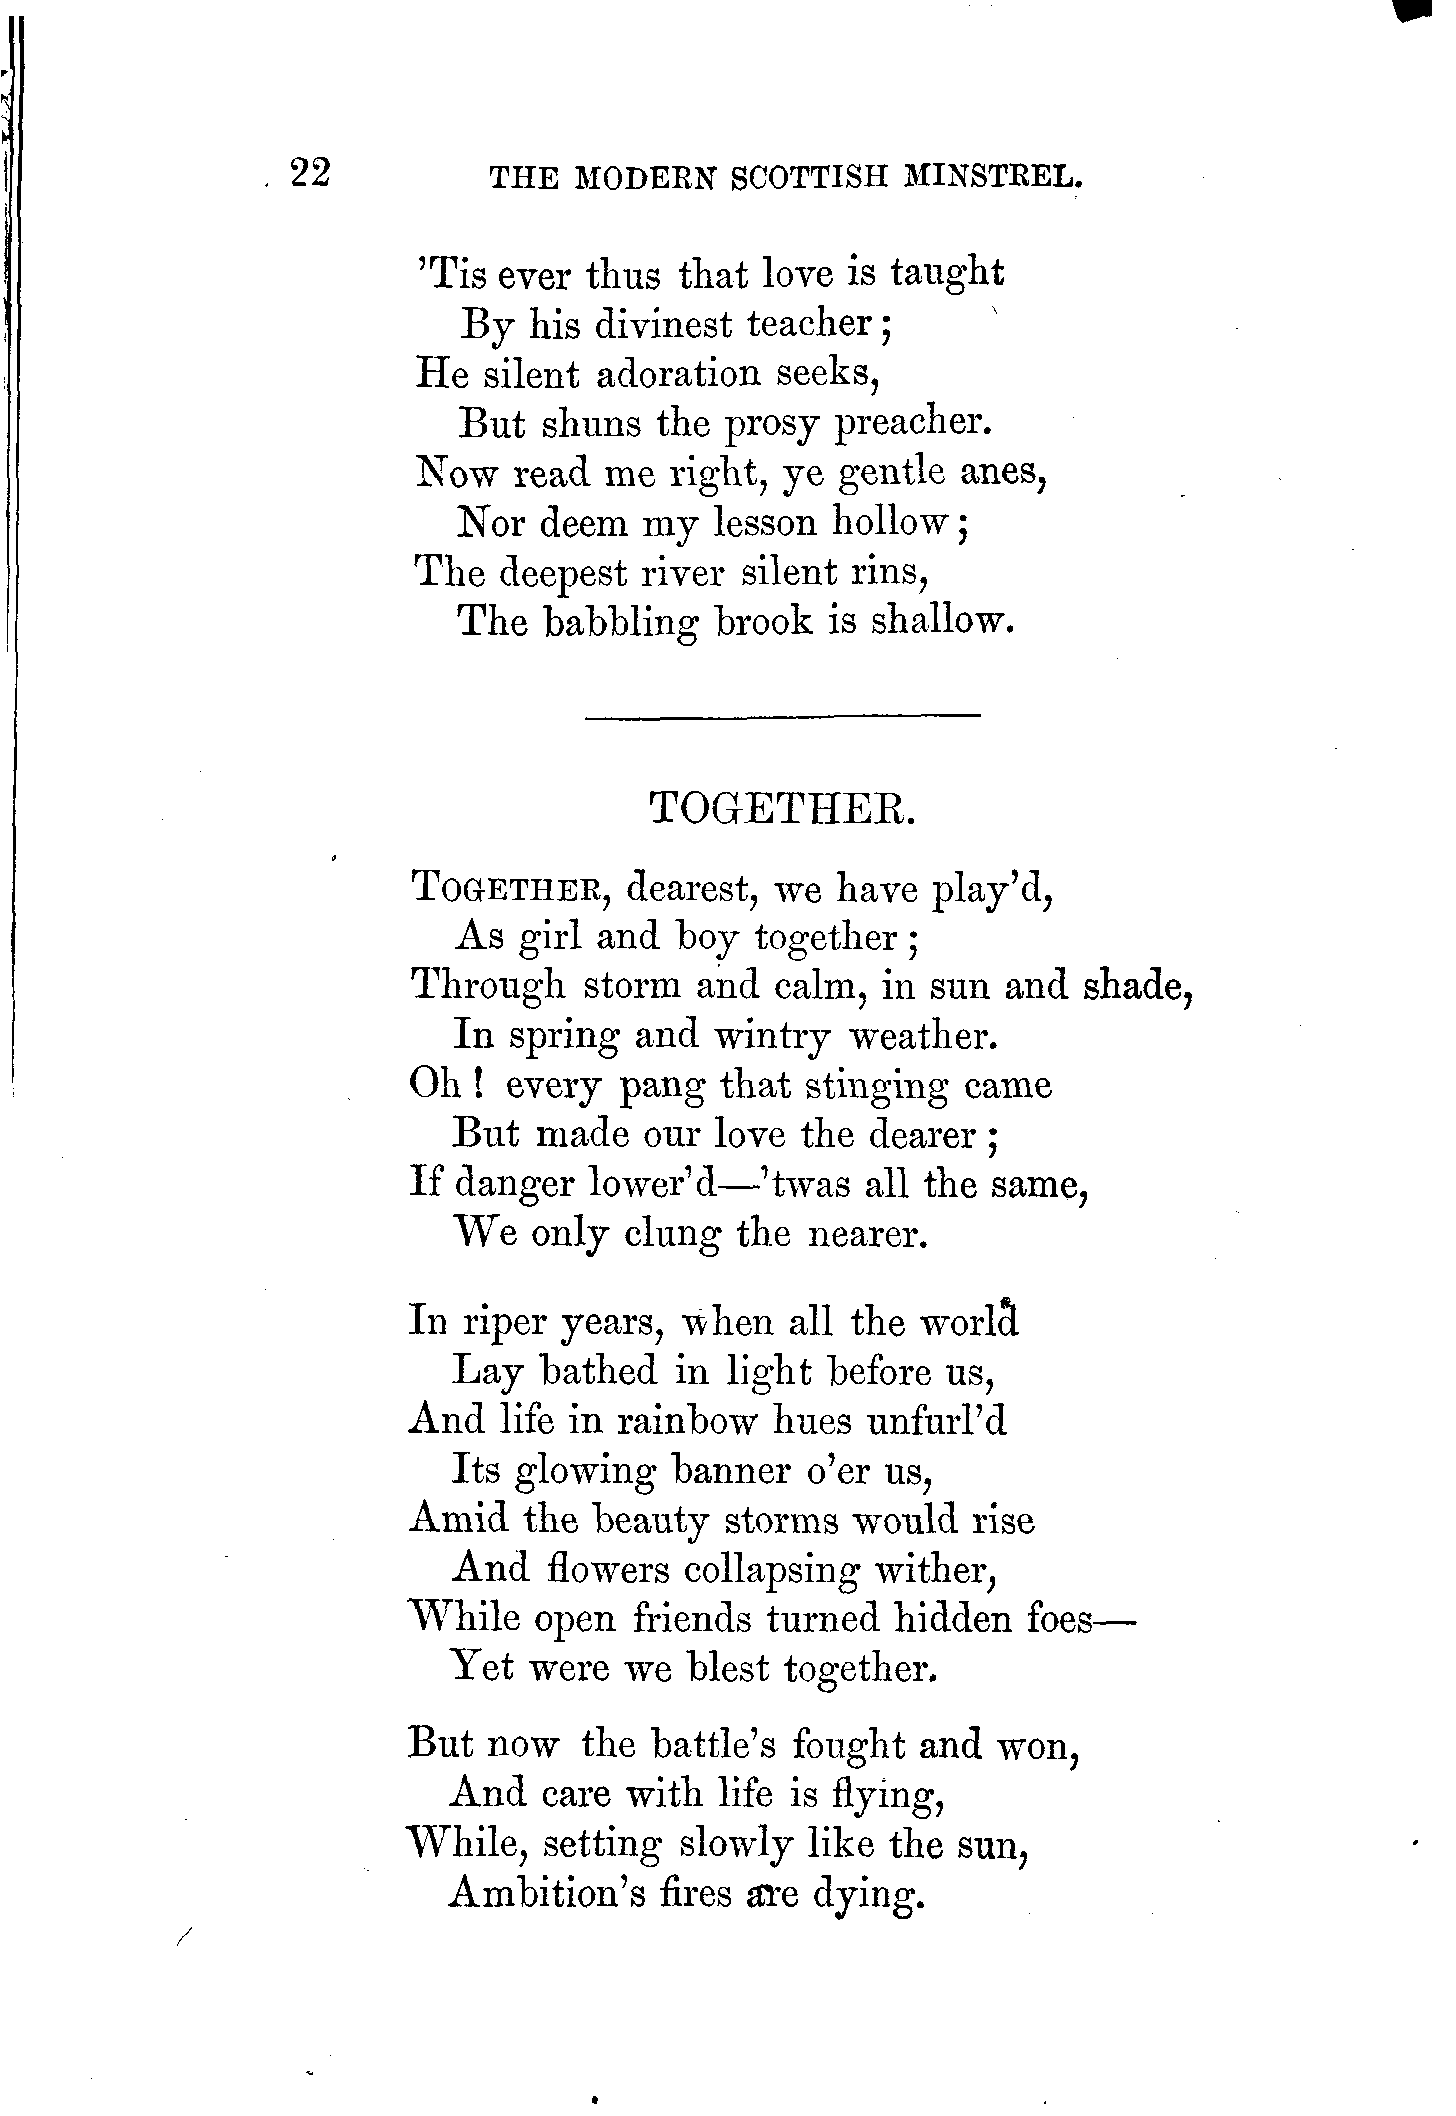 22 THE MODERN SCOTTISH MINSTREL.
'Tis ever thus that love is taught
By his divinest teacher;
He silent adoration seeks,
But shuns the prosy preacher.
Now read me right, ye gentle anes,
Nor deem my lesson hollow;
The deepest river silent rins,
The babbling brook is shallow.
TOGETHER.
TOGETHER, dearest, we have play'd,
As girl and boy together;
Through storm and calm, in sun and shade,
In spring and wintry weather.
Oh! every pang that stinging came
But made our love the dearer;
If danger lower'd—'twas all the same,
We only clung the nearer.
In riper years, when all the world
Lay bathed in light before us,
And life in rainbow hues unfurl'd
Its glowing banner o'er us,
Amid the beauty storms would rise
And flowers collapsing wither,
While open friends turned hidden foes—
Yet were we blest together.
But now the battle's fought and won,
And care with life is flying,
While, setting slowly like the sun,
Ambition's fires are dying.